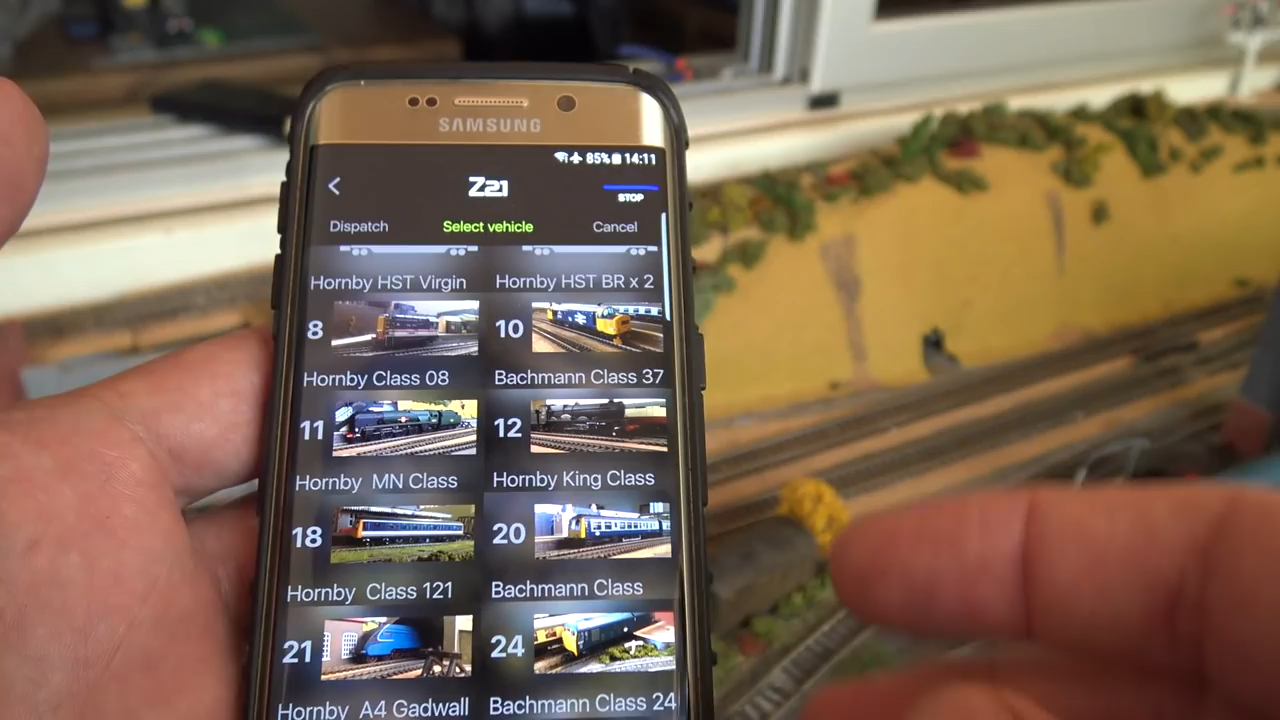 SAMSUNG
85% 14:11
Z21
STOP
Dispatch Select vehicle Cancel
Hornby HST Virgin Hornby HST BR x 2
8 10
Hornby Class 08 Bachmann Class 37
11 12
Hornby MN Class Hornby King Class
18 20
Hornby Class 121 Bachmann Class
21 24
Hornby A4 Gadwall Bachmann Class 24